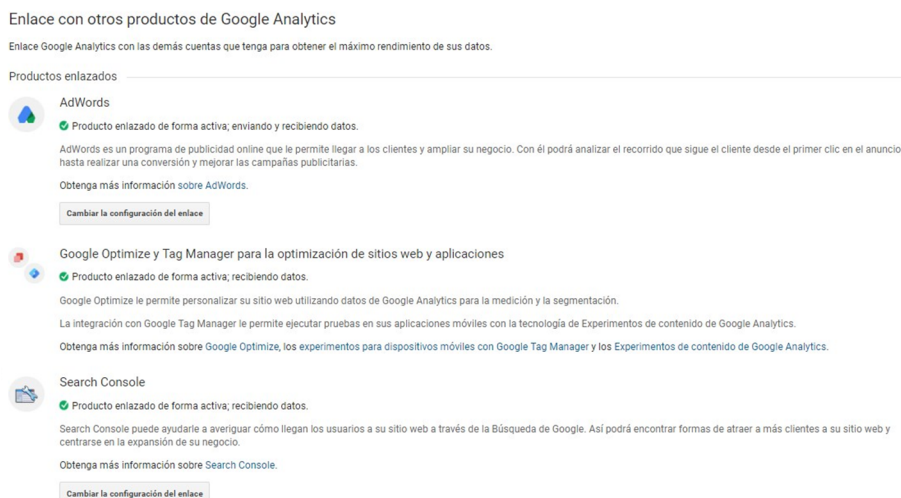 Enlace con otros productos de Google Analytics
Enlace Google Analytics con las demás cuentas que tenga para obtener el máximo rendimiento de sus datos.
Productos enlazados
AdWords
Producto enlazado de forma activa; enviando y recibiendo datos.
AdWords es un programa de publicidad online que le permite llegar a los clientes y ampliar su negocio. Con él podrá analizar el recorrido que sigue el cliente desde el primer clic en el anuncio
hasta realizar una conversión y mejorar las campañas publicitarias.
Obtenga más información sobre AdWords.
Cambiar la configuración del enlace
Google Optimize y Tag Manager para la optimización de sitios web y aplicaciones
Producto enlazado de forma activa; recibiendo datos.
Google Optimize le permite personalizar su sitio web utilizando datos de Google Analytics para la medición y la segmentación.
La integración con Google Tag Manager le permite ejecutar pruebas en sus aplicaciones móviles con la tecnología de Experimentos de contenido de Google Analytics.
Obtenga más información sobre Google Optimize, los experimentos para dispositivos móviles con Google Tag Manager y los Experimentos de contenido de Google Analytics.
Search Console
Producto enlazado de forma activa; recibiendo datos.
Search Console puede ayudarle a averiguar cómo llegan los usuarios a su sitio web a través de la Búsqueda de Google. Así podrá encontrar formas de atraer a más clientes a su sitio web y
centrarse en la expansión de su negocio.
Obtenga más información sobre Search Console.
Cambiar la configuración del enlace